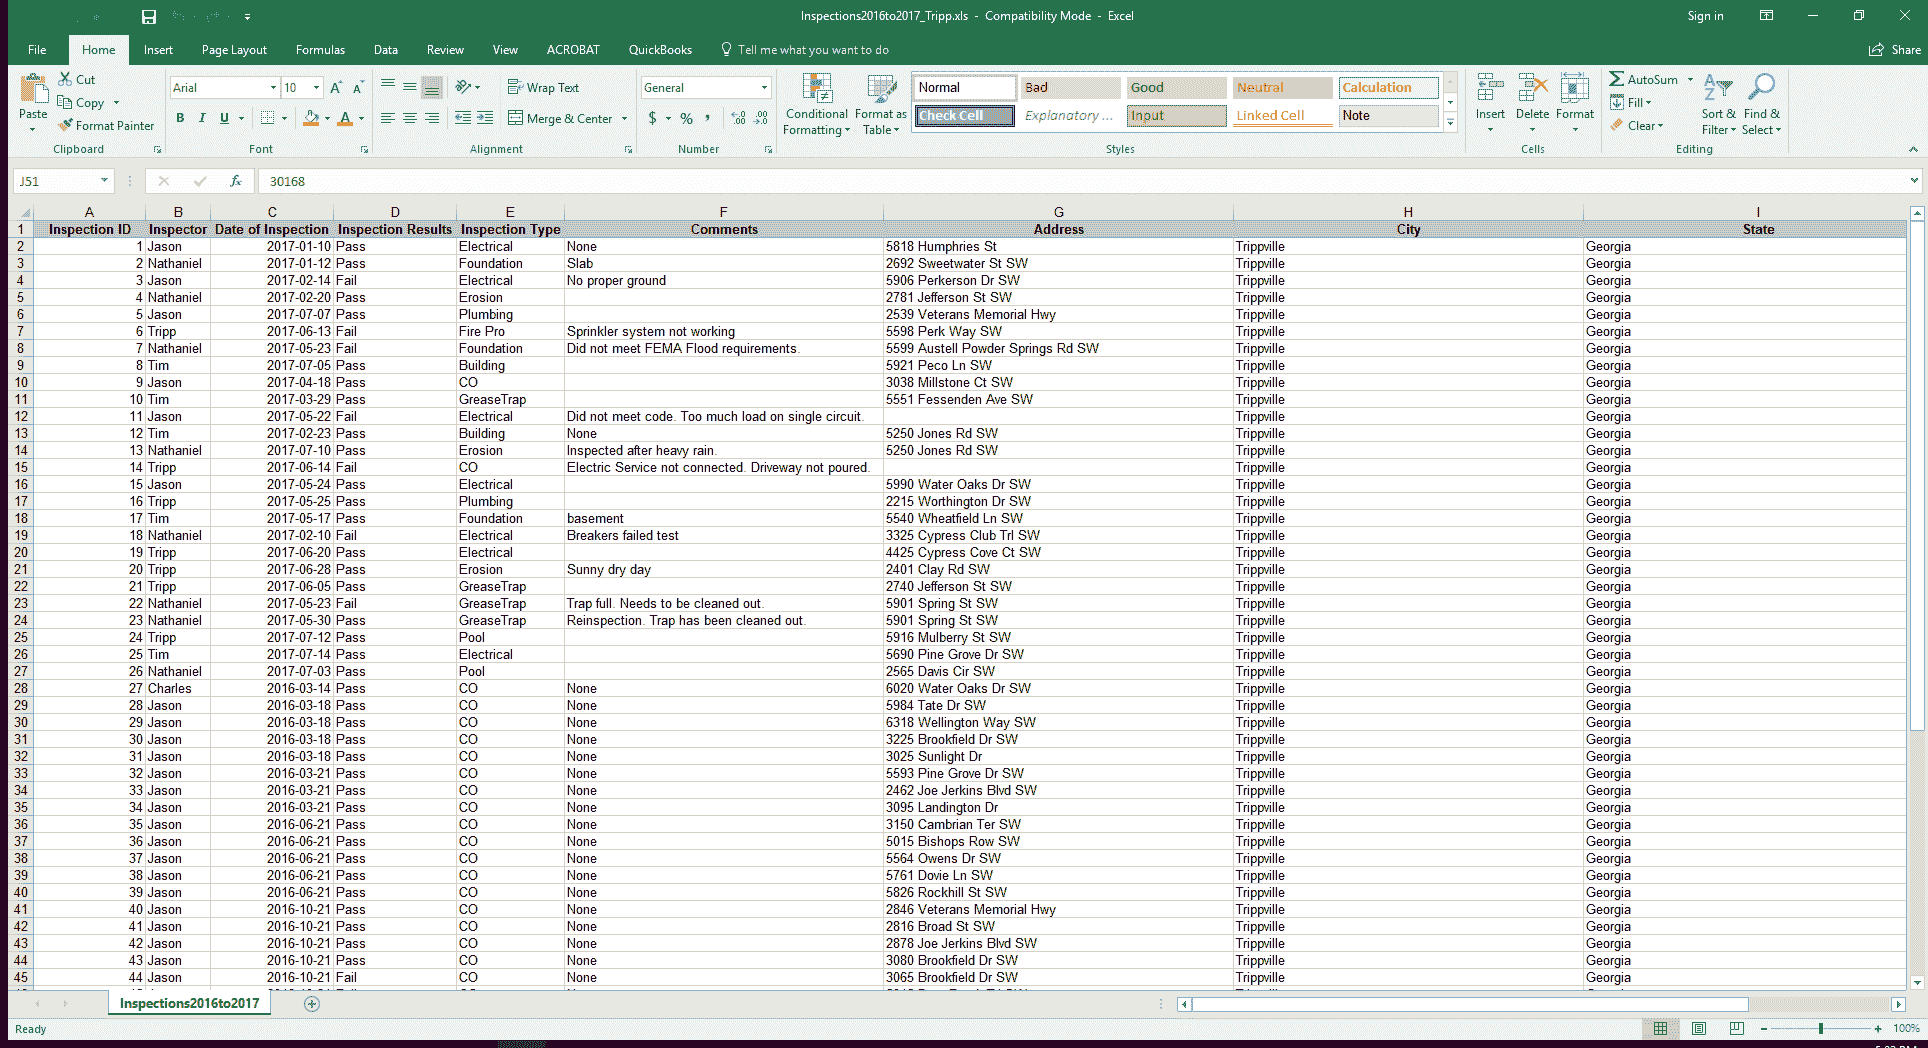 Inspections2016to2017_Tripp.xls - Compatibility Mode - Excel
Sign in
File Home Insert Page Layout Formulas Data Review View ACROBAT QuickBooks Tell me what you want to do Share
Cut
Copy
Format Painter
Paste
Clipboard
Arial 10
B I U
Font
Wrap Text
Merge & Center
Alignment
General
$ %
Number
Conditional Formatting
Format as Table
Normal Bad Good Neutral Calculation
Check Cell Explanatory ... Input Linked Cell Note
Styles
Insert Delete Format
Cells
AutoSum
Fill
Clear
Sort & Filter
Find & Select
Editing
J51 fx 30168
A B C D E F G H I
1 Inspection ID Inspector Date of Inspection Inspection Results Inspection Type Comments Address City State
2 1 Jason 2017-01-10 Pass Electrical None 5818 Humphries St Trippville Georgia
3 2 Nathaniel 2017-01-12 Pass Foundation Slab 2692 Sweetwater St SW Trippville Georgia
4 3 Jason 2017-02-14 Fail Electrical No proper ground 5906 Perkerson Dr SW Trippville Georgia
5 4 Nathaniel 2017-02-20 Pass Erosion 2781 Jefferson St SW Trippville Georgia
6 5 Jason 2017-07-07 Pass Plumbing 2539 Veterans Memorial Hwy Trippville Georgia
7 6 Tripp 2017-06-13 Fail Fire Pro Sprinkler system not working 5598 Perk Way SW Trippville Georgia
8 7 Nathaniel 2017-05-23 Fail Foundation Did not meet FEMA Flood requirements. 5599 Austell Powder Springs Rd SW Trippville Georgia
9 8 Tim 2017-07-05 Pass Building 5921 Peco Ln SW Trippville Georgia
10 9 Jason 2017-04-18 Pass CO 3038 Millstone Ct SW Trippville Georgia
11 10 Tim 2017-03-29 Pass GreaseTrap 5551 Fessenden Ave SW Trippville Georgia
12 11 Jason 2017-05-22 Fail Electrical Did not meet code. Too much load on single circuit. Trippville Georgia
13 12 Tim 2017-02-23 Pass Building None 5250 Jones Rd SW Trippville Georgia
14 13 Nathaniel 2017-07-10 Pass Erosion Inspected after heavy rain. 5250 Jones Rd SW Trippville Georgia
15 14 Tripp 2017-06-14 Fail CO Electric Service not connected. Driveway not poured. Trippville Georgia
16 15 Jason 2017-05-24 Pass Electrical 5990 Water Oaks Dr SW Trippville Georgia
17 16 Tripp 2017-05-25 Pass Plumbing 2215 Worthington Dr SW Trippville Georgia
18 17 Tim 2017-05-17 Pass Foundation basement 5540 Wheatfield Ln SW Trippville Georgia
19 18 Nathaniel 2017-02-10 Fail Electrical Breakers failed test 3325 Cypress Club Trl SW Trippville Georgia
20 19 Tripp 2017-06-20 Pass Electrical 4425 Cypress Cove Ct SW Trippville Georgia
21 20 Tripp 2017-06-28 Pass Erosion Sunny dry day 2401 Clay Rd SW Trippville Georgia
22 21 Tripp 2017-06-05 Pass GreaseTrap 2740 Jefferson St SW Trippville Georgia
23 22 Nathaniel 2017-05-23 Fail GreaseTrap Trap full. Needs to be cleaned out. 5901 Spring St SW Trippville Georgia
24 23 Nathaniel 2017-05-30 Pass GreaseTrap Reinspection. Trap has been cleaned out. 5901 Spring St SW Trippville Georgia
25 24 Tripp 2017-07-12 Pass Pool 5916 Mulberry St SW Trippville Georgia
26 25 Tim 2017-07-14 Pass Electrical 5690 Pine Grove Dr SW Trippville Georgia
27 26 Nathaniel 2017-07-03 Pass Pool 2565 Davis Cir SW Trippville Georgia
28 27 Charles 2016-03-14 Pass CO None 6020 Water Oaks Dr SW Trippville Georgia
29 28 Jason 2016-03-18 Pass CO None 5984 Tate Dr SW Trippville Georgia
30 29 Jason 2016-03-18 Pass CO None 6318 Wellington Way SW Trippville Georgia
31 30 Jason 2016-03-18 Pass CO None 3225 Brookfield Dr SW Trippville Georgia
32 31 Jason 2016-03-18 Pass CO None 3025 Sunlight Dr Trippville Georgia
33 32 Jason 2016-03-21 Pass CO None 5593 Pine Grove Dr SW Trippville Georgia
34 33 Jason 2016-03-21 Pass CO None 2462 Joe Jerkins Blvd SW Trippville Georgia
35 34 Jason 2016-03-21 Pass CO None 3095 Landington Dr Trippville Georgia
36 35 Jason 2016-06-21 Pass CO None 3150 Cambrian Ter SW Trippville Georgia
37 36 Jason 2016-06-21 Pass CO None 5015 Bishops Row SW Trippville Georgia
38 37 Jason 2016-06-21 Pass CO None 5564 Owens Dr SW Trippville Georgia
39 38 Jason 2016-06-21 Pass CO None 5761 Dovie Ln SW Trippville Georgia
40 39 Jason 2016-06-21 Pass CO None 5826 Rockhill St SW Trippville Georgia
41 40 Jason 2016-10-21 Pass CO None 2846 Veterans Memorial Hwy Trippville Georgia
42 41 Jason 2016-10-21 Pass CO None 2816 Broad St SW Trippville Georgia
43 42 Jason 2016-10-21 Pass CO None 2878 Joe Jerkins Blvd SW Trippville Georgia
44 43 Jason 2016-10-21 Pass CO None 3080 Brookfield Dr SW Trippville Georgia
45 44 Jason 2016-10-21 Fail CO None 3065 Brookfield Dr SW Trippville Georgia
Inspections2016to2017
Ready 100%